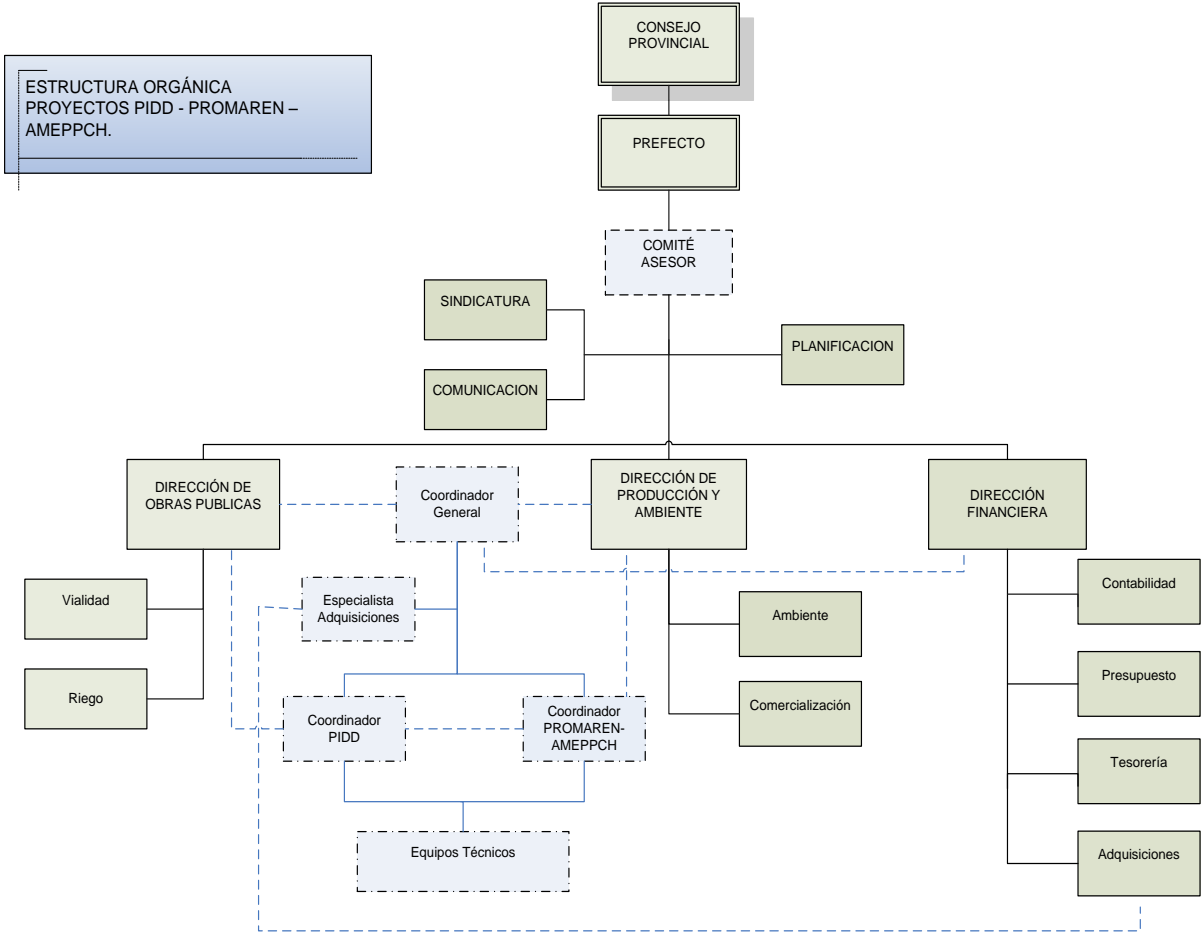 CONSEJO
PROVINCIAL
ESTRUCTURA ORGÁNICA
PROYECTOS PIDD - PROMAREN –
AMEPPCH.
PREFECTO
COMITÉ
ASESOR
SINDICATURA
PLANIFICACION
COMUNICACION
DIRECCIÓN DE
OBRAS PUBLICAS
Coordinador
General
DIRECCIÓN DE
PRODUCCIÓN Y
AMBIENTE
DIRECCIÓN
FINANCIERA
Vialidad
Especialista
Adquisiciones
Ambiente
Contabilidad
Riego
Coordinador
PIDD
Coordinador
PROMAREN-
AMEPPCH
Comercialización
Presupuesto
Tesorería
Equipos Técnicos
Adquisiciones